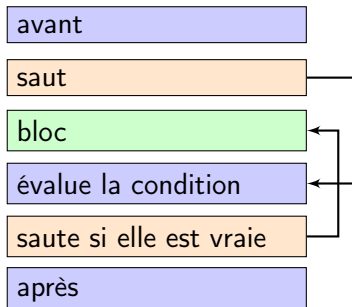 avant
saut
bloc
évalue la condition
saute si elle est vraie
après